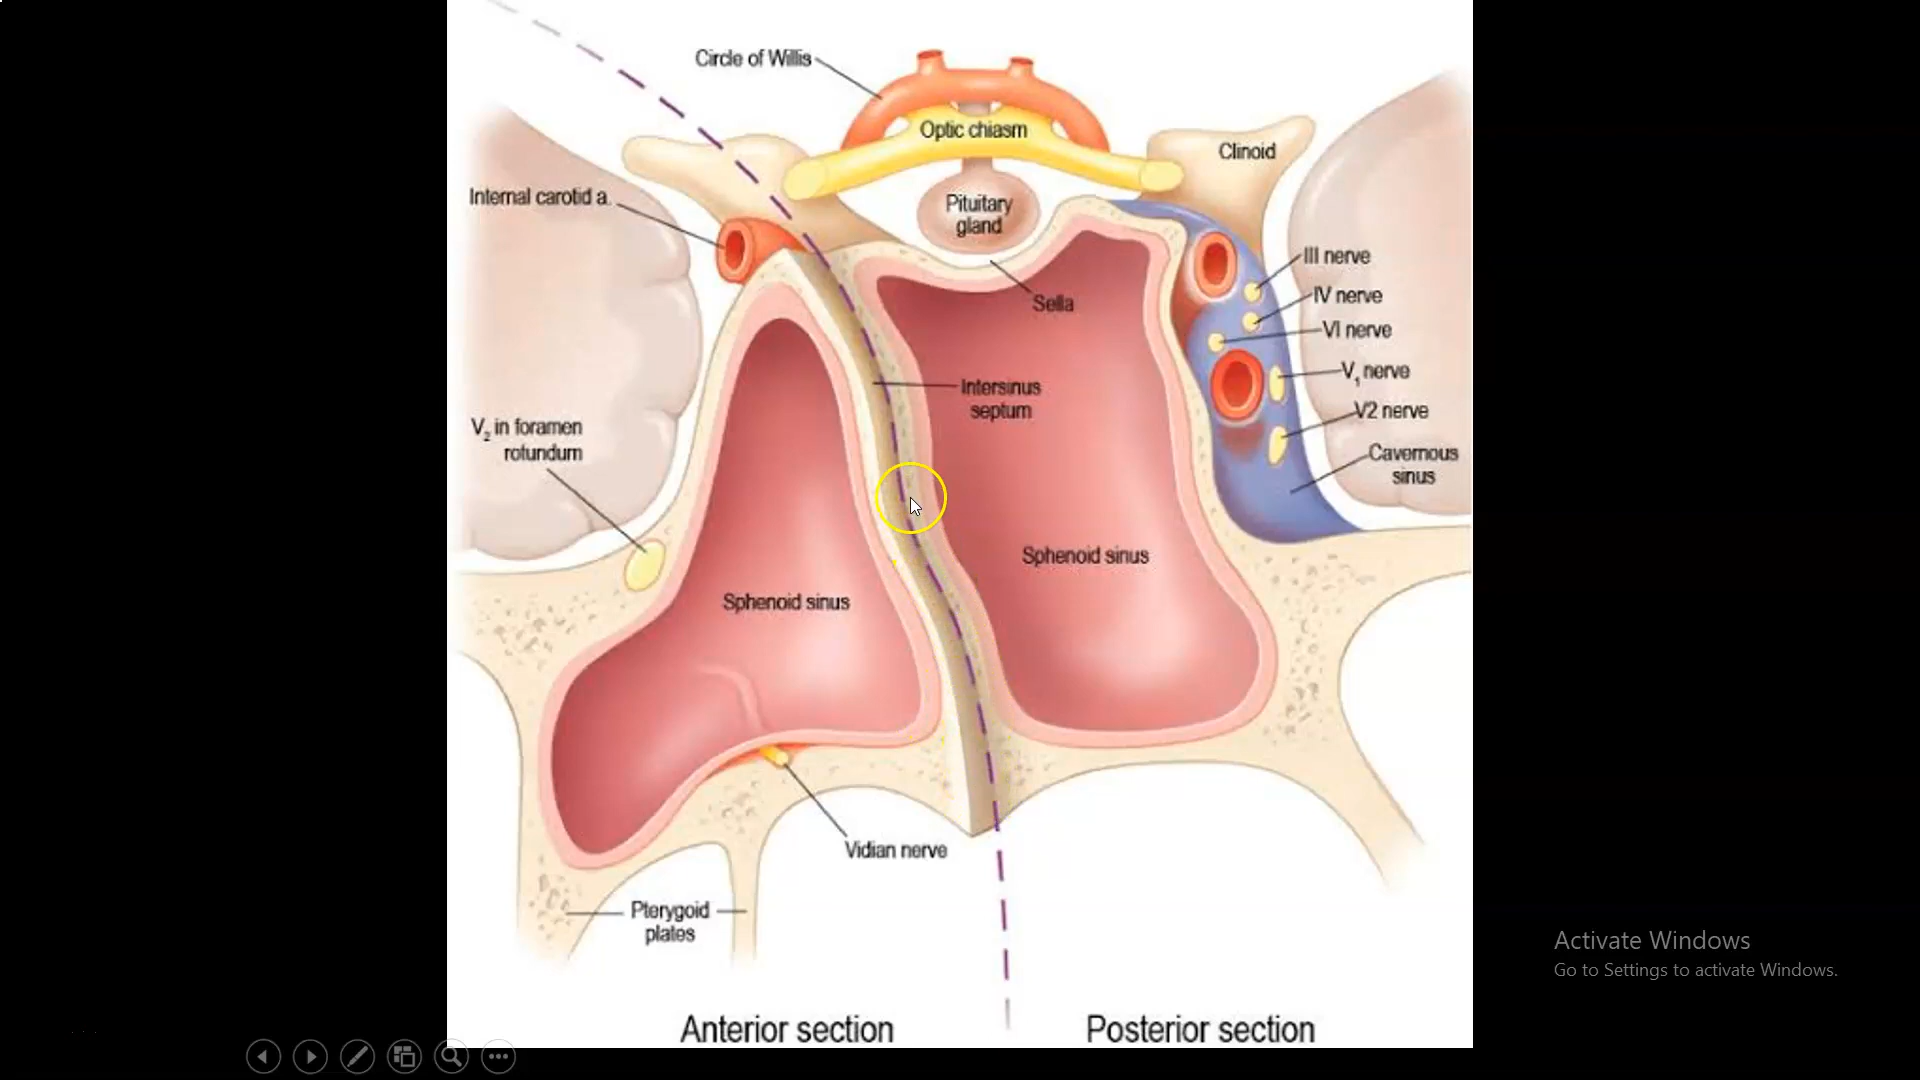 Circle of Willis
Optic chiasm
Clinoid
Internal carotid a.
Pituitary
gland
III nerve
Sella
IV nerve
VI nerve
V₁ nerve
Intersinus
septum
V2 nerve
V₂ in foramen
rotundum
Cavernous
sinus
Sphenoid sinus
Sphenoid sinus
Vidian nerve
Pterygoid
plates
Anterior section
Posterior section
Activate Windows
Go to Settings to activate Windows.